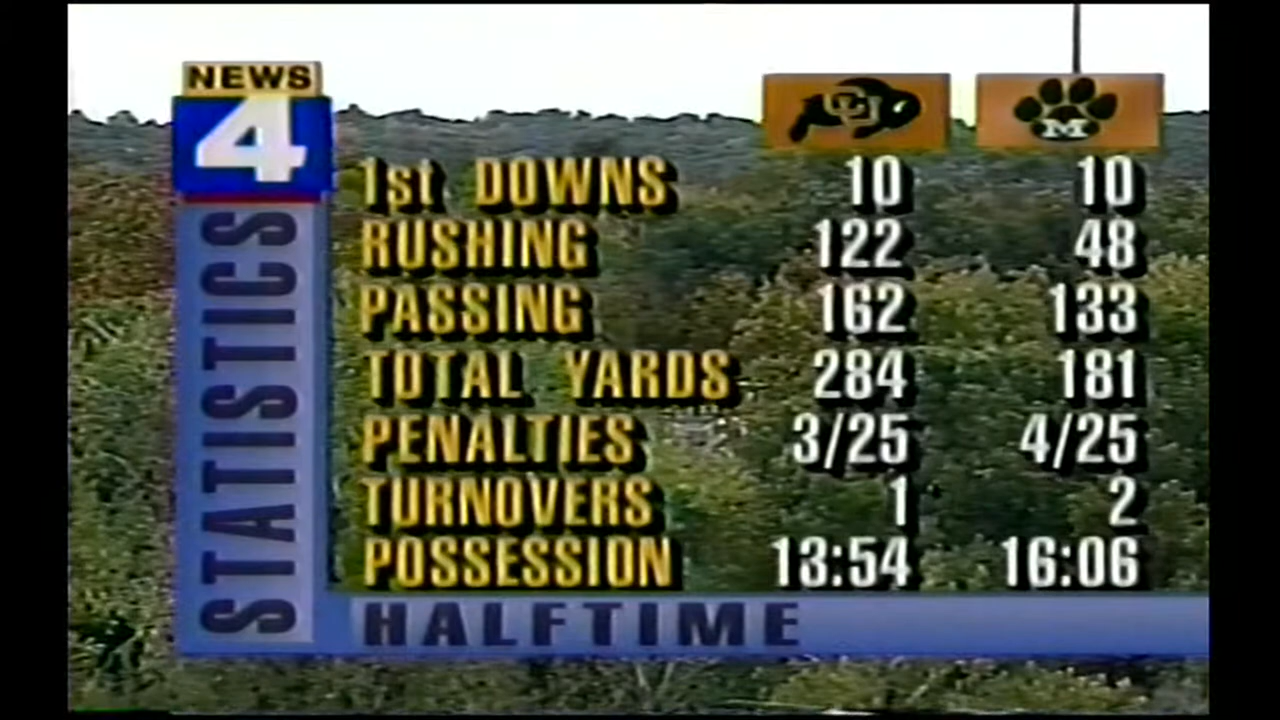 NEWS
4
CU
M
STATISTICS
1st DOWNS 10 10
RUSHING 122 48
PASSING 162 133
TOTAL YARDS 284 181
PENALTIES 3/25 4/25
TURNOVERS 1 2
POSSESSION 13:54 16:06
HALFTIME